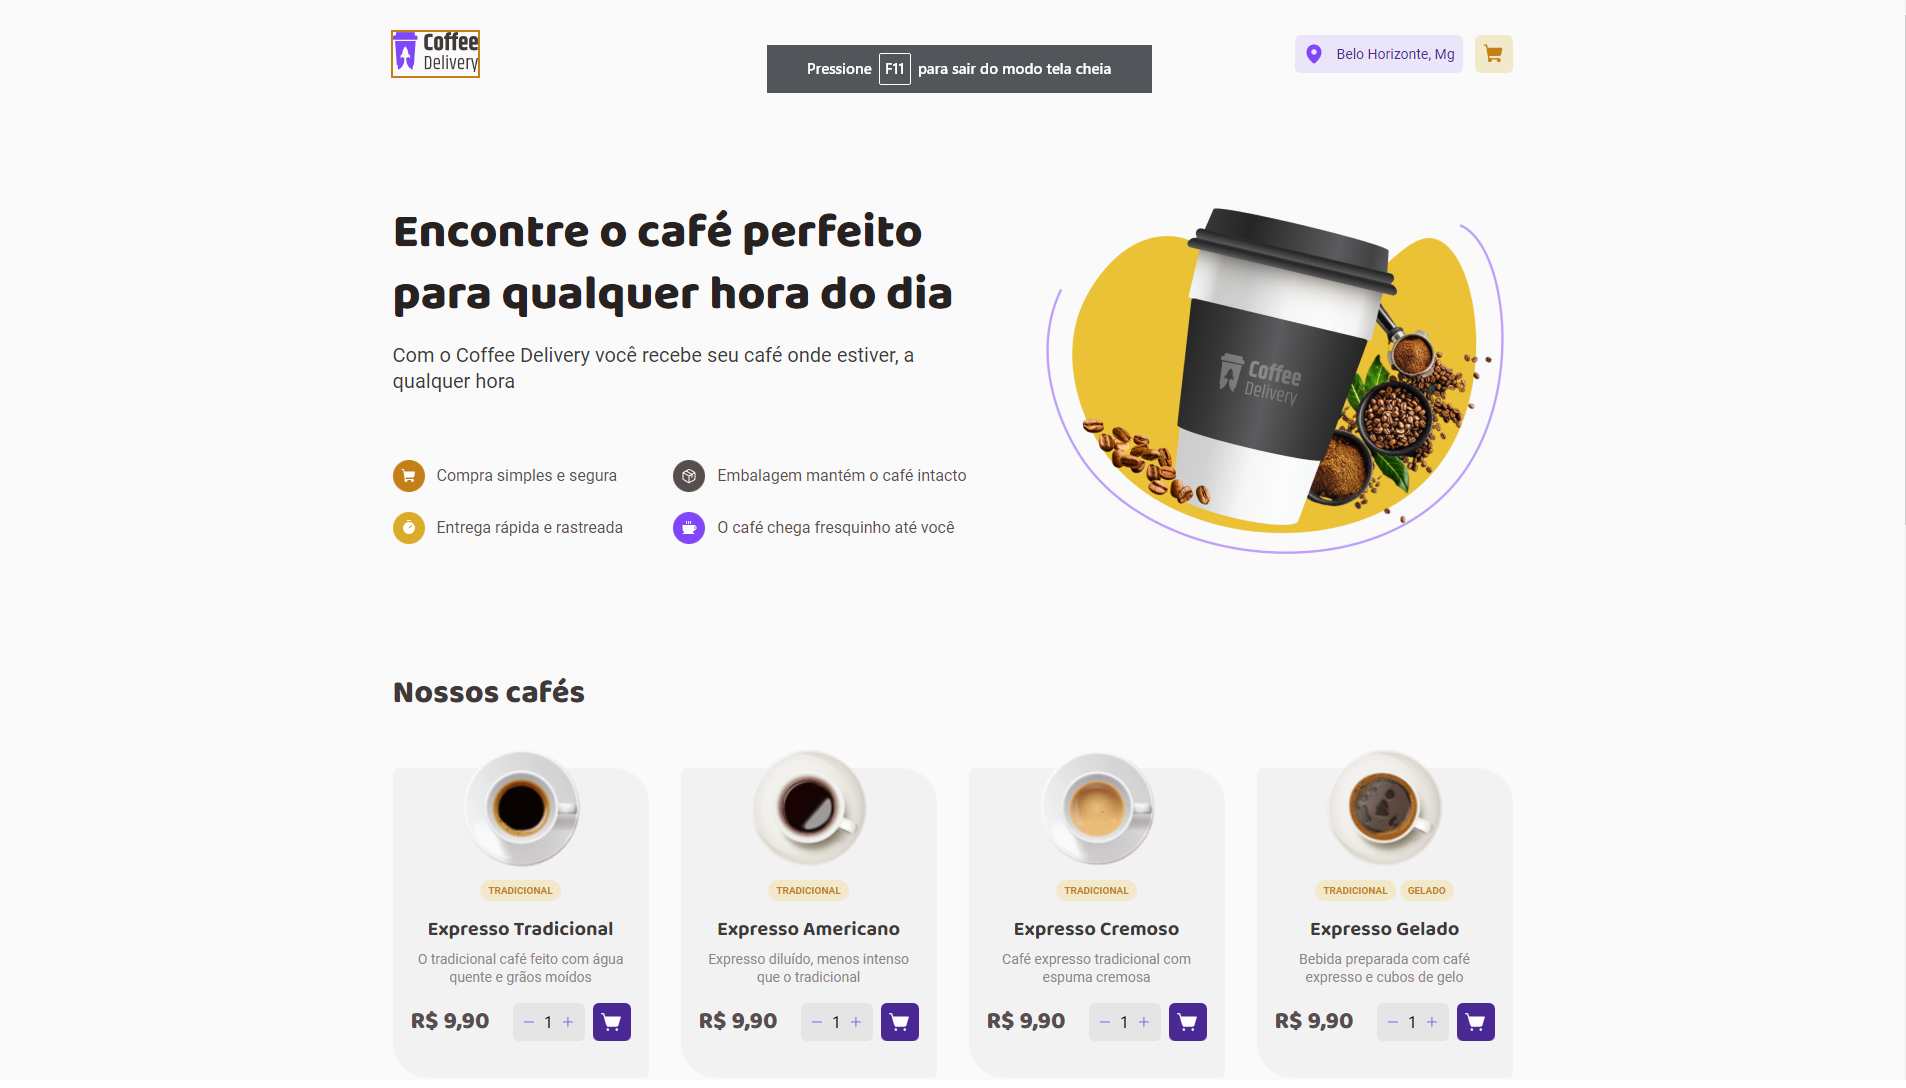 Coffee
Delivery
Pressione F11 para sair do modo tela cheia
Belo Horizonte, Mg
Encontre o café perfeito
para qualquer hora do dia
Com o Coffee Delivery você recebe seu café onde estiver, a
qualquer hora
Coffee
Delivery
Compra simples e segura
Embalagem mantém o café intacto
Entrega rápida e rastreada
O café chega fresquinho até você
Nossos cafés
TRADICIONAL
Expresso Tradicional
O tradicional café feito com água
quente e grãos moídos
R$ 9,90 − 1 +
TRADICIONAL
Expresso Americano
Expresso diluído, menos intenso
que o tradicional
R$ 9,90 − 1 +
TRADICIONAL
Expresso Cremoso
Café expresso tradicional com
espuma cremosa
R$ 9,90 − 1 +
TRADICIONAL GELADO
Expresso Gelado
Bebida preparada com café
expresso e cubos de gelo
R$ 9,90 − 1 +